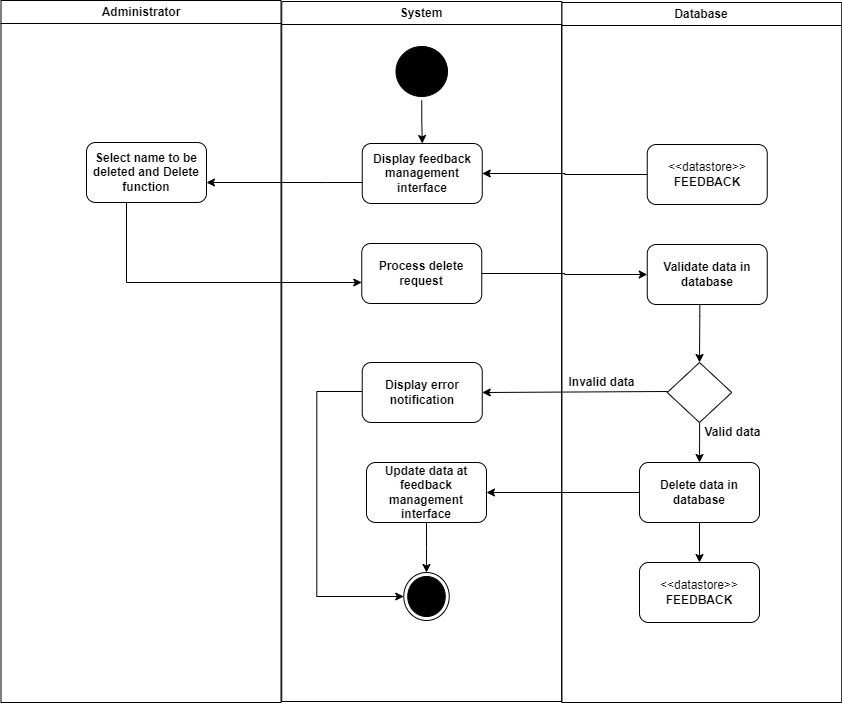 Administrator
System
Database
Select name to be
deleted and Delete
function
Display feedback
management
interface
<<datastore>>
FEEDBACK
Process delete
request
Validate data in
database
Display error
notification
Invalid data
Valid data
Update data at
feedback
management
interface
Delete data in
database
<<datastore>>
FEEDBACK